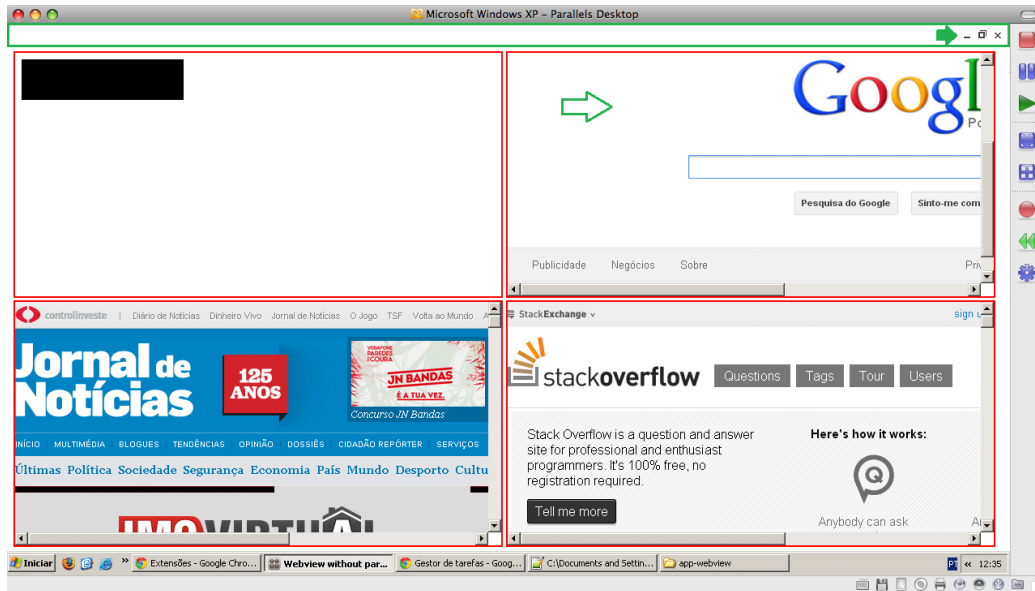 Microsoft Windows XP - Parallels Desktop
Google
Pesquisa do Google
Sinto-me com
Publicidade Negócios Sobre
controlinveste | Diário de Notícias Dinheiro Vivo Jornal de Notícias O Jogo TSF Volta ao Mundo
Jornal de
Notícias
125
ANOS
VODAFONE
PAREDES
DE COURA
JN BANDAS
É A TUA VEZ.
Concurso JN Bandas
INÍCIO MULTIMÉDIA BLOGUES TENDÊNCIAS OPINIÃO DOSSIÊS CIDADÃO REPÓRTER SERVIÇOS
Últimas Política Sociedade Segurança Economia País Mundo Desporto Cultu
IMOVIRTUAL
StackExchange
sign u
stackoverflow
Questions Tags Tour Users
Stack Overflow is a question and answer
site for professional and enthusiast
programmers. It's 100% free, no
registration required.
Tell me more
Here's how it works:
Q
Anybody can ask
Iniciar
Extensões - Google Chro...
Webview without par...
Gestor de tarefas - Goog...
C:\Documents and Settin...
app-webview
PT
12:35